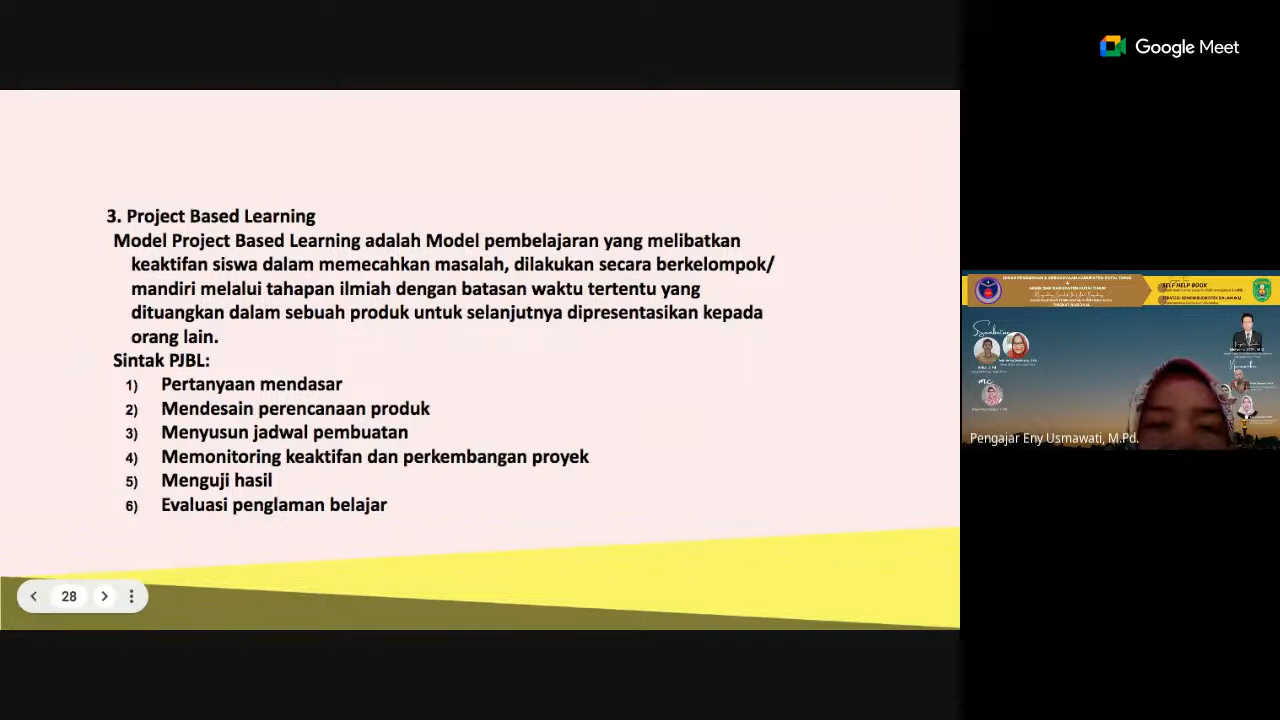 Google Meet
3. Project Based Learning
Model Project Based Learning adalah Model pembelajaran yang melibatkan
keaktifan siswa dalam memecahkan masalah, dilakukan secara berkelompok/
mandiri melalui tahapan ilmiah dengan batasan waktu tertentu yang
dituangkan dalam sebuah produk untuk selanjutnya dipresentasikan kepada
orang lain.
Sintak PJBL:
1) Pertanyaan mendasar
2) Mendesain perencanaan produk
3) Menyusun jadwal pembuatan
4) Memonitoring keaktifan dan perkembangan proyek
5) Menguji hasil
6) Evaluasi penglaman belajar
28
SELF HELP BOOK
Sambutan
mc
Pengajar Eny Usmawati, M.Pd.